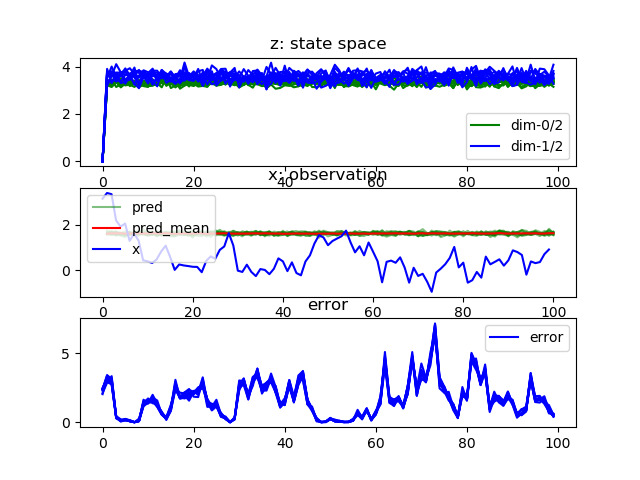 z: state space
4
2
0
dim-0/2
dim-1/2
0 20 40 60 80 100
x: observation
2
0
pred
pred_mean
x
0 20 40 60 80 100
error
5
0
error
0 20 40 60 80 100